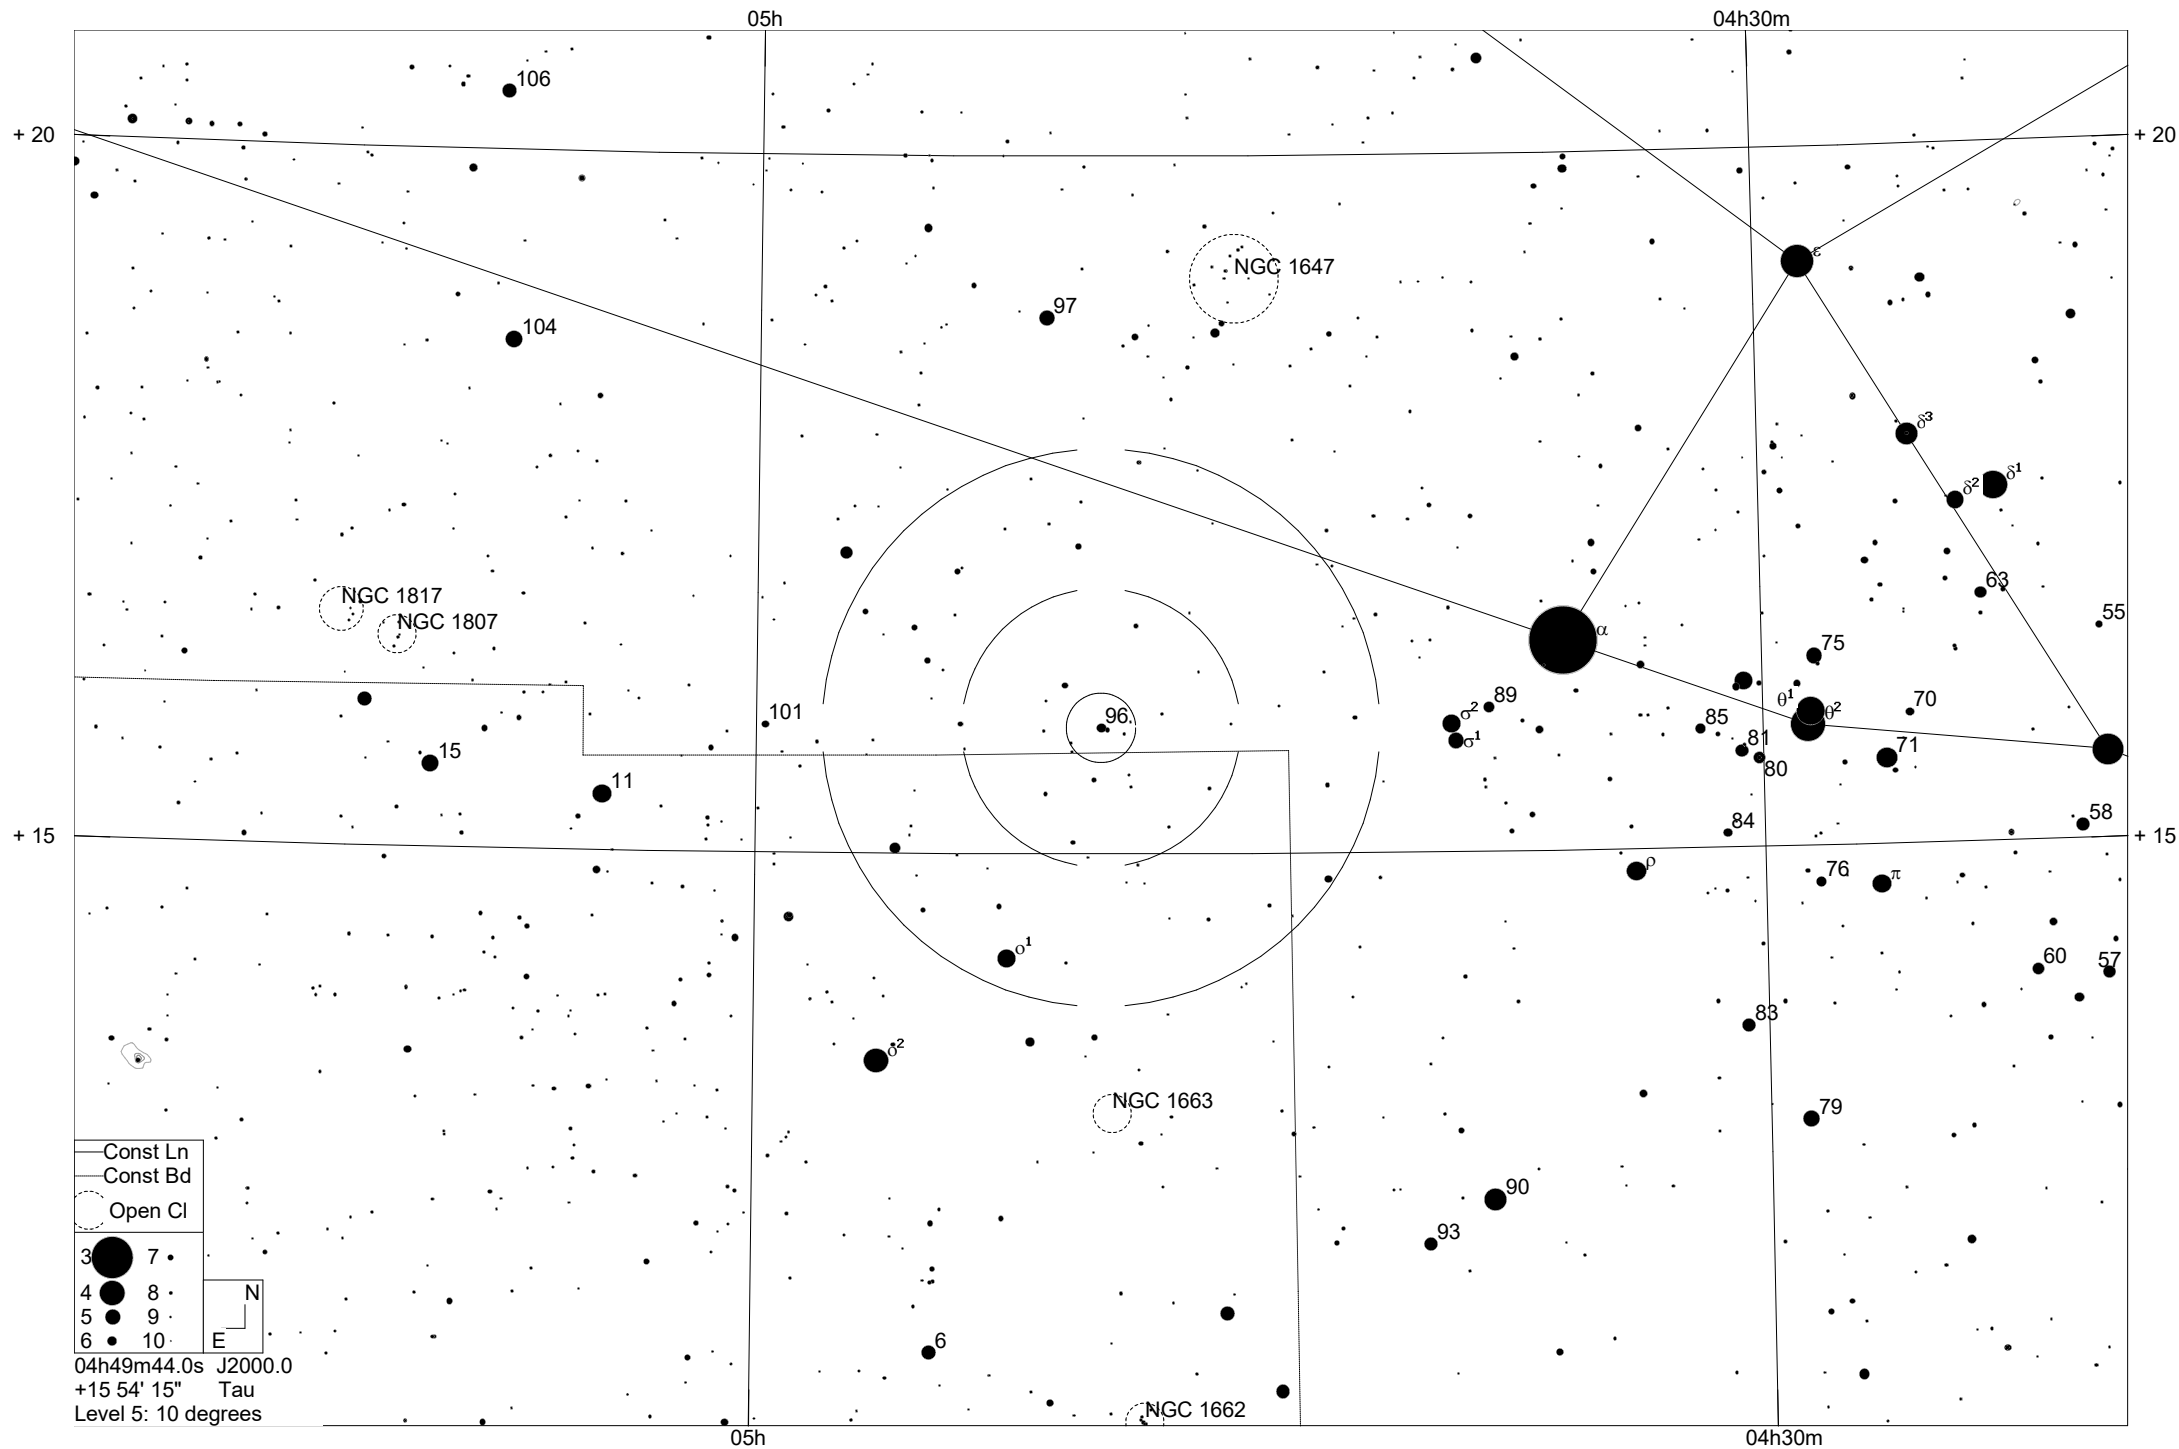 05h 04h30m
106
+ 20 + 20
ε
NGC 1647
97
104
δ³
δ¹
δ²
63
NGC 1817
55
NGC 1807
α
75
θ¹
89
70
101
σ²
θ²
96
85
σ¹
81
71
15
80
11
58
84
+ 15 + 15
ρ
76
π
ο¹
60
57
83
ο²
NGC 1663
79
90
93
6
NGC 1662
Const Ln
Const Bd
Open Cl
3 7
4 8
5 9
6 10
N
E
04h49m44.0s J2000.0
+15 54' 15" Tau
Level 5: 10 degrees
05h 04h30m